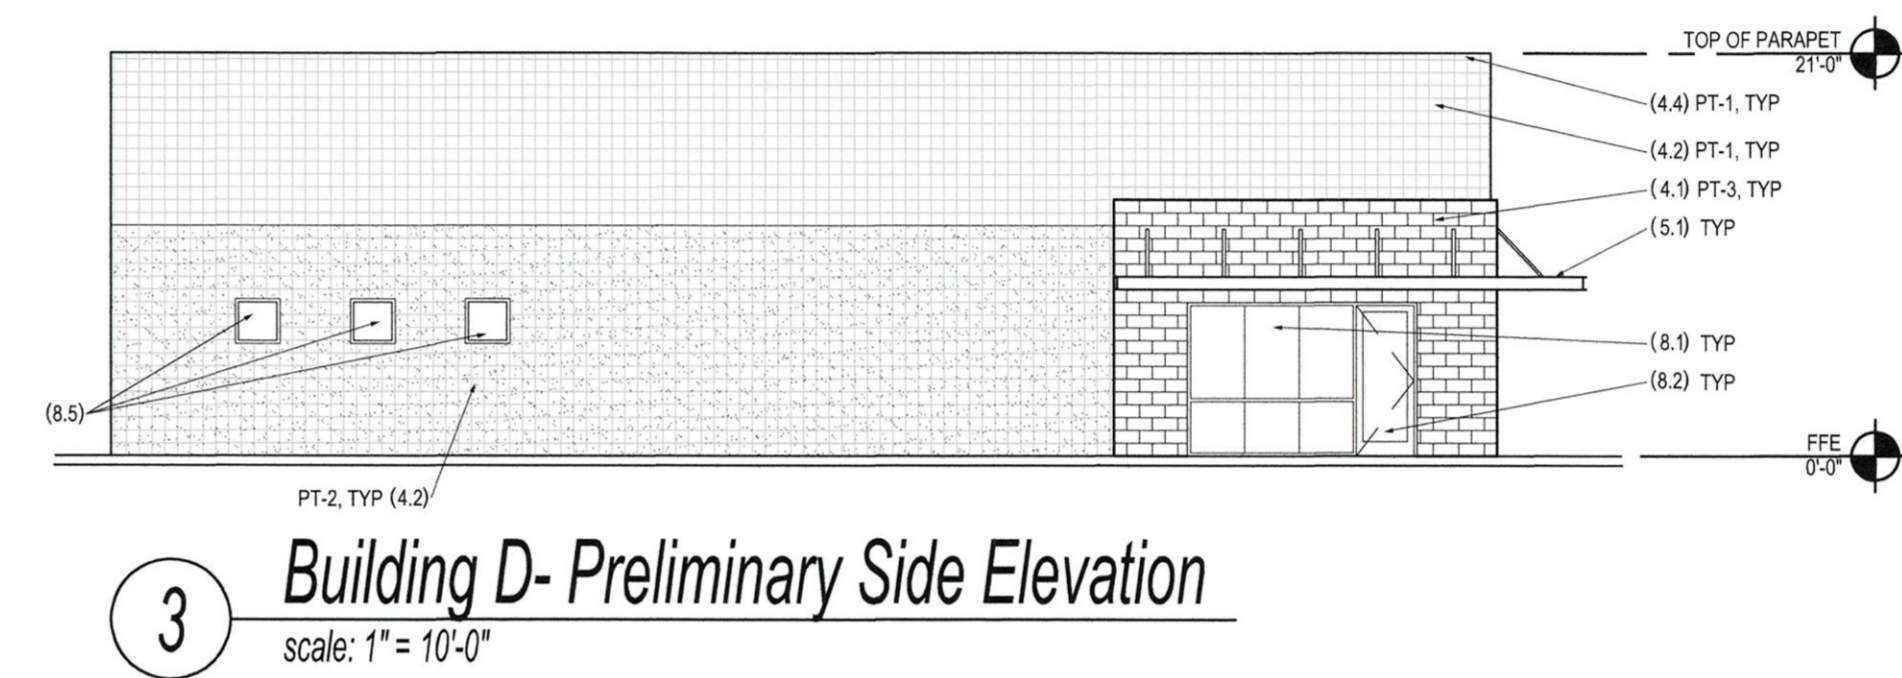 TOP OF PARAPET
21'-0"
(4.4) PT-1, TYP
(4.2) PT-1, TYP
(4.1) PT-3, TYP
(5.1) TYP
(8.1) TYP
(8.2) TYP
(8.5)
FFE
0'-0"
PT-2, TYP (4.2)
3
Building D- Preliminary Side Elevation
scale: 1" = 10'-0"